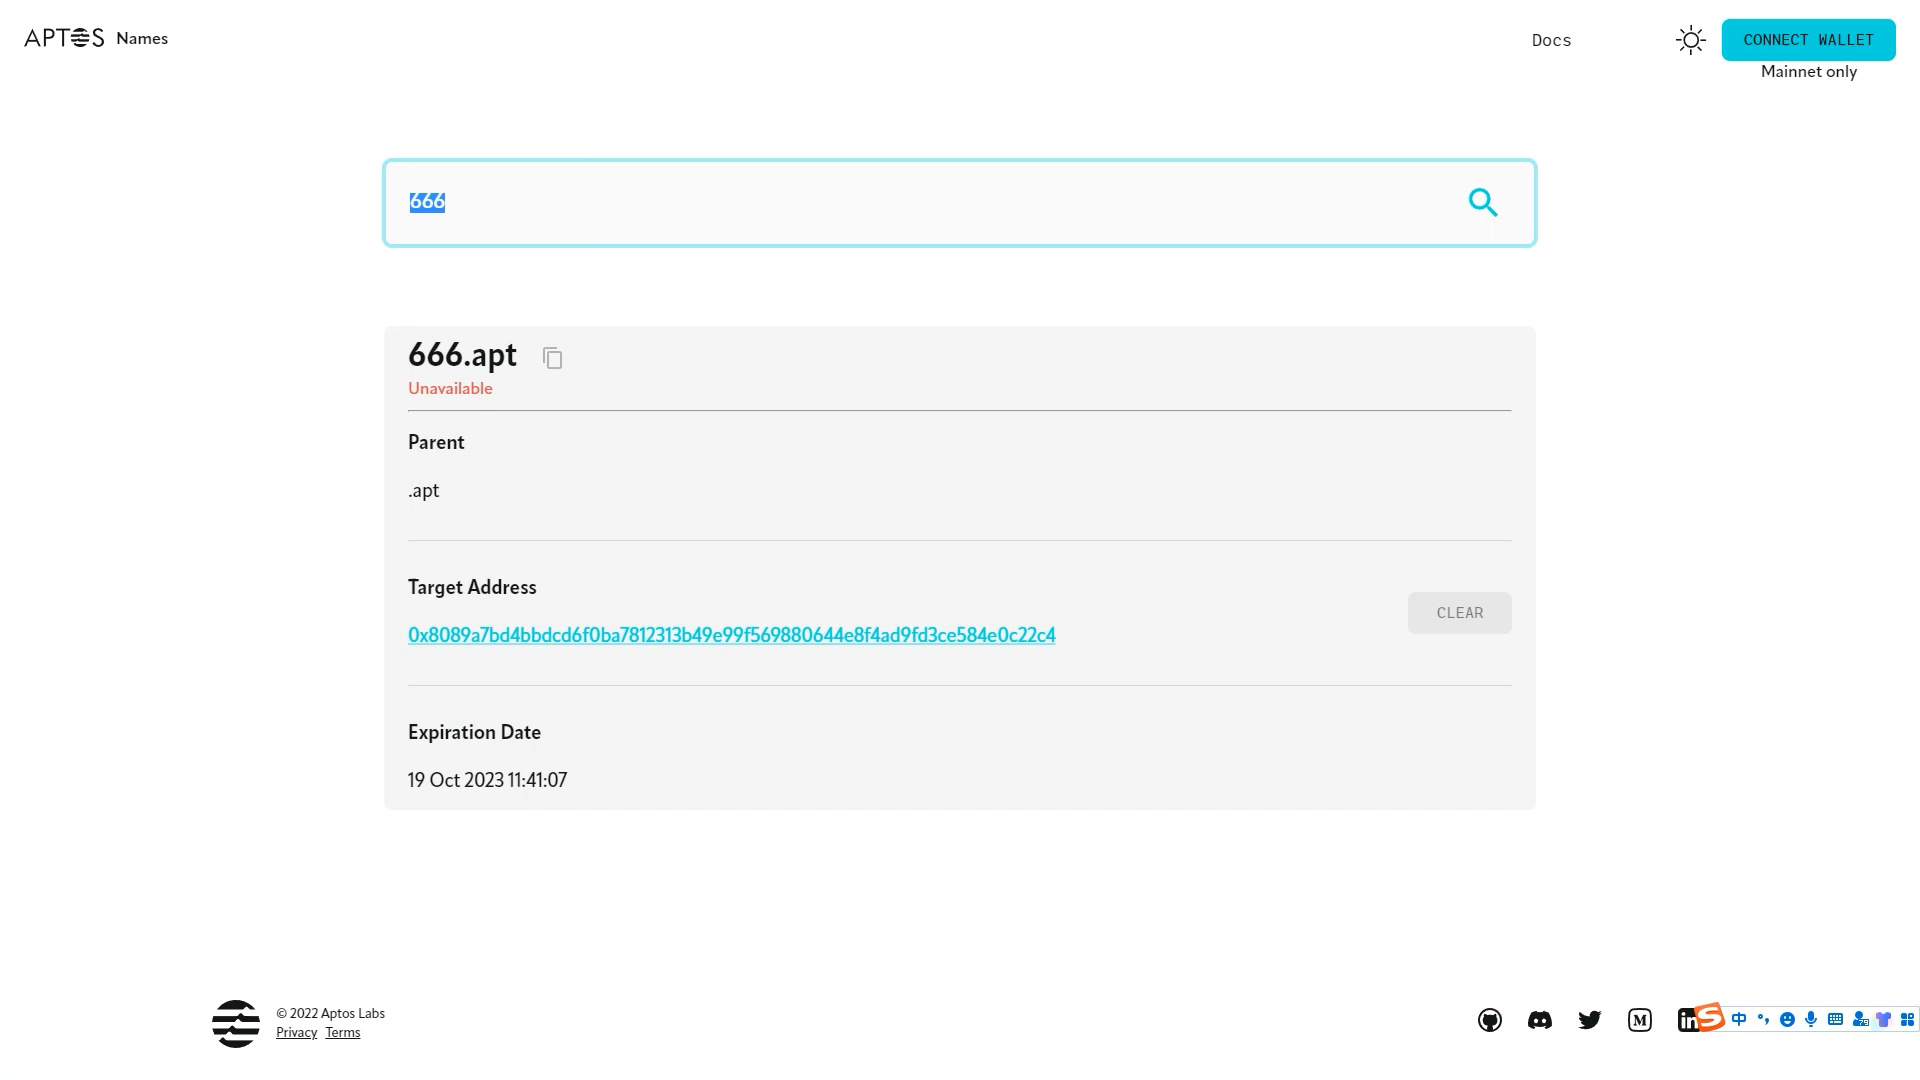 APTOS Names
Docs
CONNECT WALLET
Mainnet only
666
666.apt
Unavailable
Parent
.apt
Target Address
CLEAR
0x8089a7bd4bbdcd6f0ba7812313b49e99f569880644e8f4ad9fd3ce584e0c22c4
Expiration Date
19 Oct 2023 11:41:07
© 2022 Aptos Labs
Privacy Terms
M
in
S 中